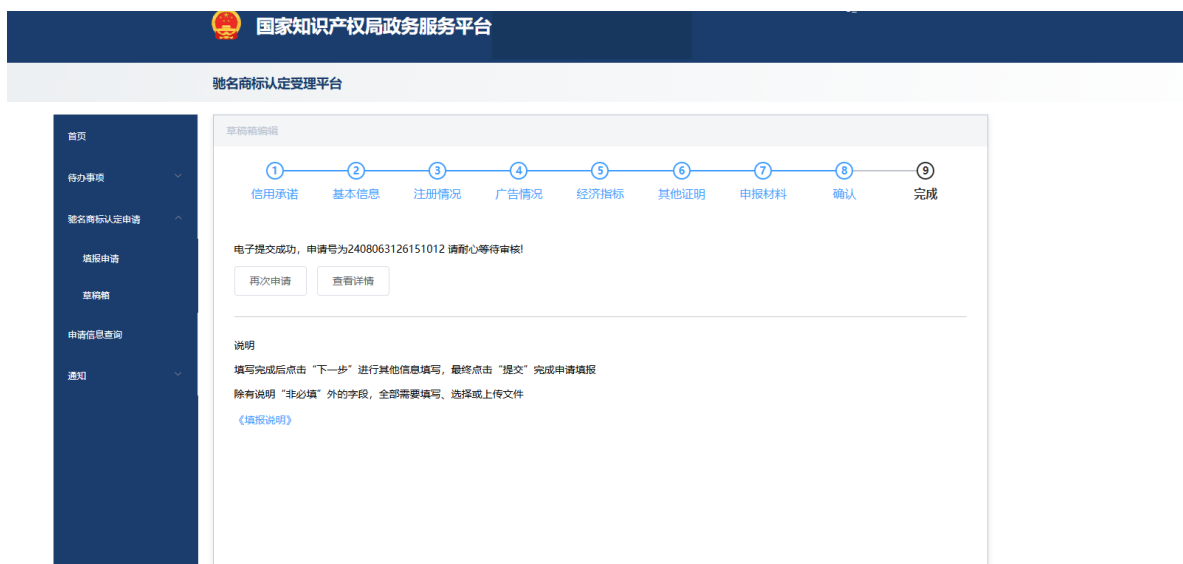 国家知识产权局政务服务平台
驰名商标认定受理平台
首页
待办事项
驰名商标认定申请
填报申请
草稿箱
申请信息查询
通知
草稿箱编辑
1 2 3 4 5 6 7 8 9
信用承诺 基本信息 注册情况 广告情况 经济指标 其他证明 申报材料 确认 完成
电子提交成功，申请号为2408063126151012 请耐心等待审核!
再次申请 查看详情
说明
填写完成后点击“下一步”进行其他信息填写，最终点击“提交”完成申请填报
除有说明“非必填”外的字段，全部需要填写、选择或上传文件
《填报说明》